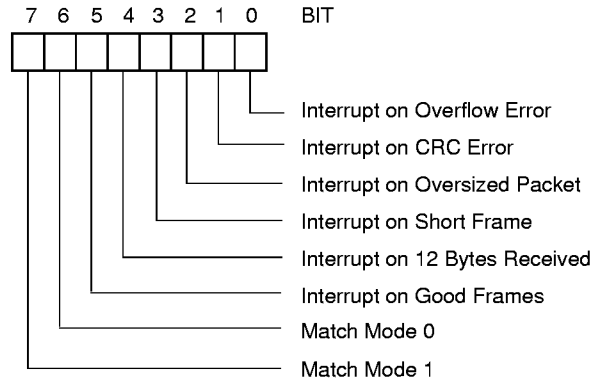 7 6 5 4 3 2 1 0 BIT
Interrupt on Overflow Error
Interrupt on CRC Error
Interrupt on Oversized Packet
Interrupt on Short Frame
Interrupt on 12 Bytes Received
Interrupt on Good Frames
Match Mode 0
Match Mode 1